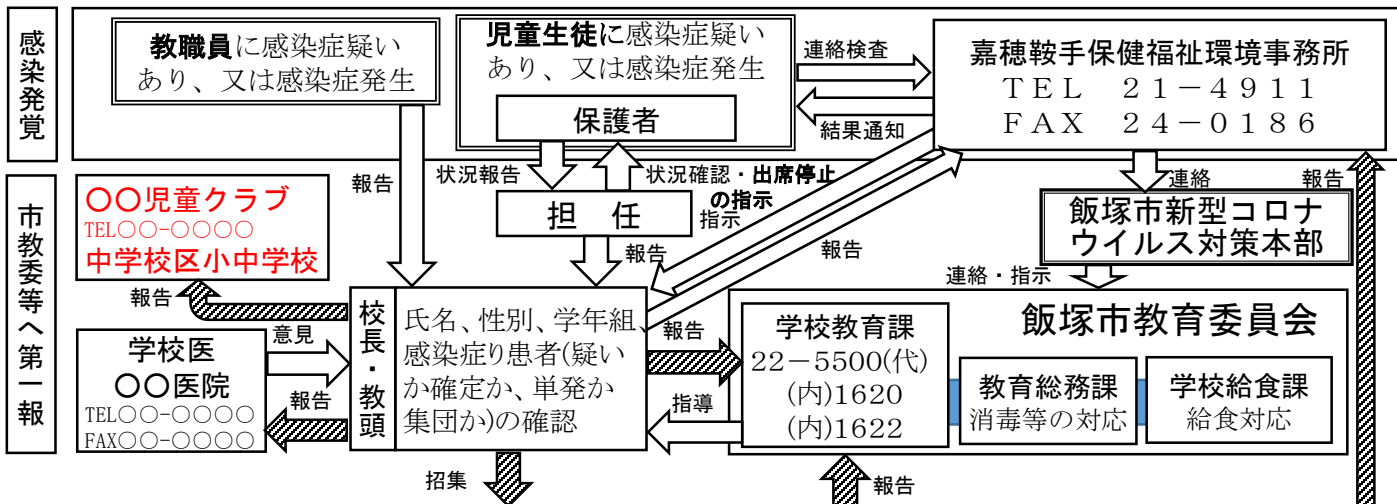 感染発覚
教職員に感染症疑い
あり、又は感染症発生
児童生徒に感染症疑い
あり、又は感染症発生
保護者
連絡検査
結果通知
嘉穂鞍手保健福祉環境事務所
ＴＥＬ　２１－４９１１
ＦＡＸ　２４－０１８６
市教委等へ第一報
報告
状況報告
状況確認・出席停止
の指示
連絡
報告
〇〇児童クラブ
TEL○○-○○○○
中学校区小中学校
担　任
指示
報告
報告
飯塚市新型コロナ
ウイルス対策本部
連絡・指示
報告
校長・教頭
氏名、性別、学年組、
感染症り患者(疑い
か確定か、単発か
集団か)の確認
意見
学校医
〇〇医院
TEL○○-○○○○
FAX○○-○○○○
報告
報告
指導
飯塚市教育委員会
学校教育課
22－5500(代)
(内)1620
(内)1622
教育総務課
消毒等の対応
学校給食課
給食対応
招集
報告